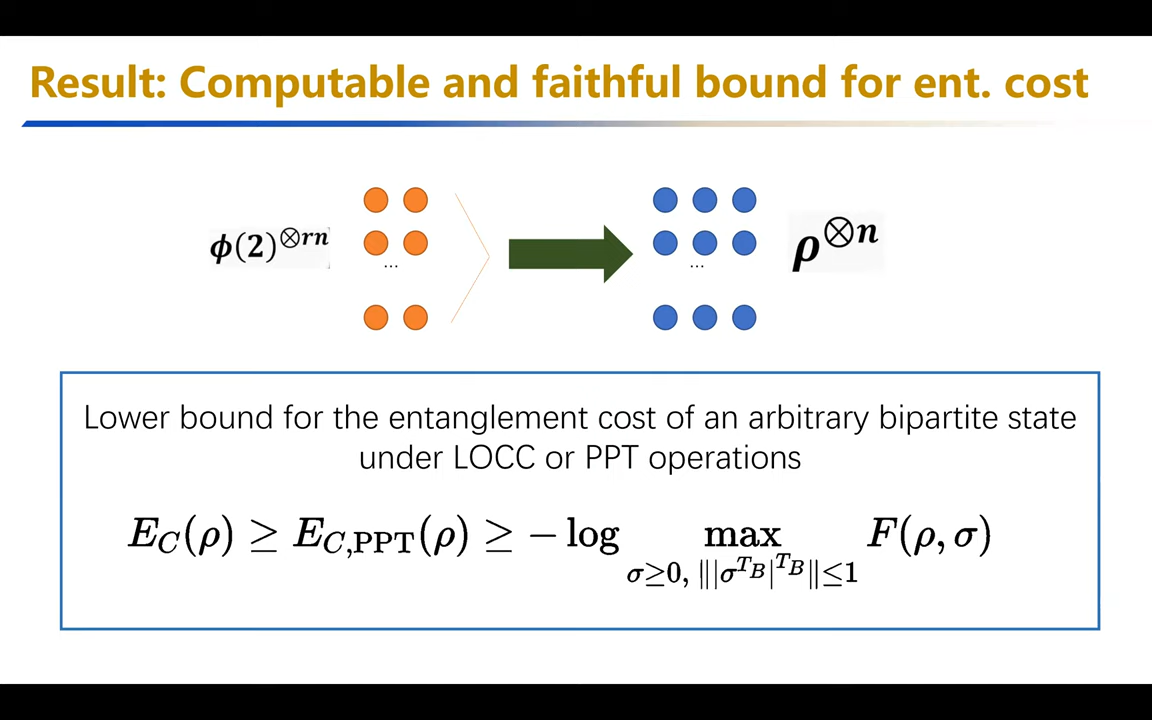 Result: Computable and faithful bound for ent. cost
ϕ(2)^{⊗rn}
...
...
ρ^{⊗n}
Lower bound for the entanglement cost of an arbitrary bipartite state
under LOCC or PPT operations
E_C(ρ) ≥ E_{C,PPT}(ρ) ≥ − log max_{σ≥0, ‖|σ^{T_B}|^{T_B}‖≤1} F(ρ, σ)